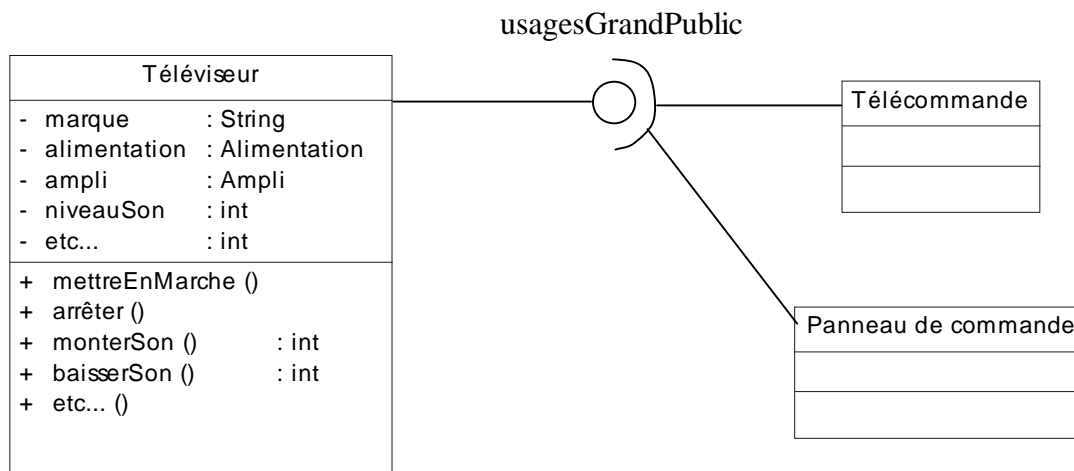 usagesGrandPublic
Téléviseur
- marque : String
- alimentation : Alimentation
- ampli : Ampli
- niveauSon : int
- etc... : int
+ mettreEnMarche ()
+ arrêter ()
+ monterSon () : int
+ baisserSon () : int
+ etc... ()
Télécommande
Panneau de commande